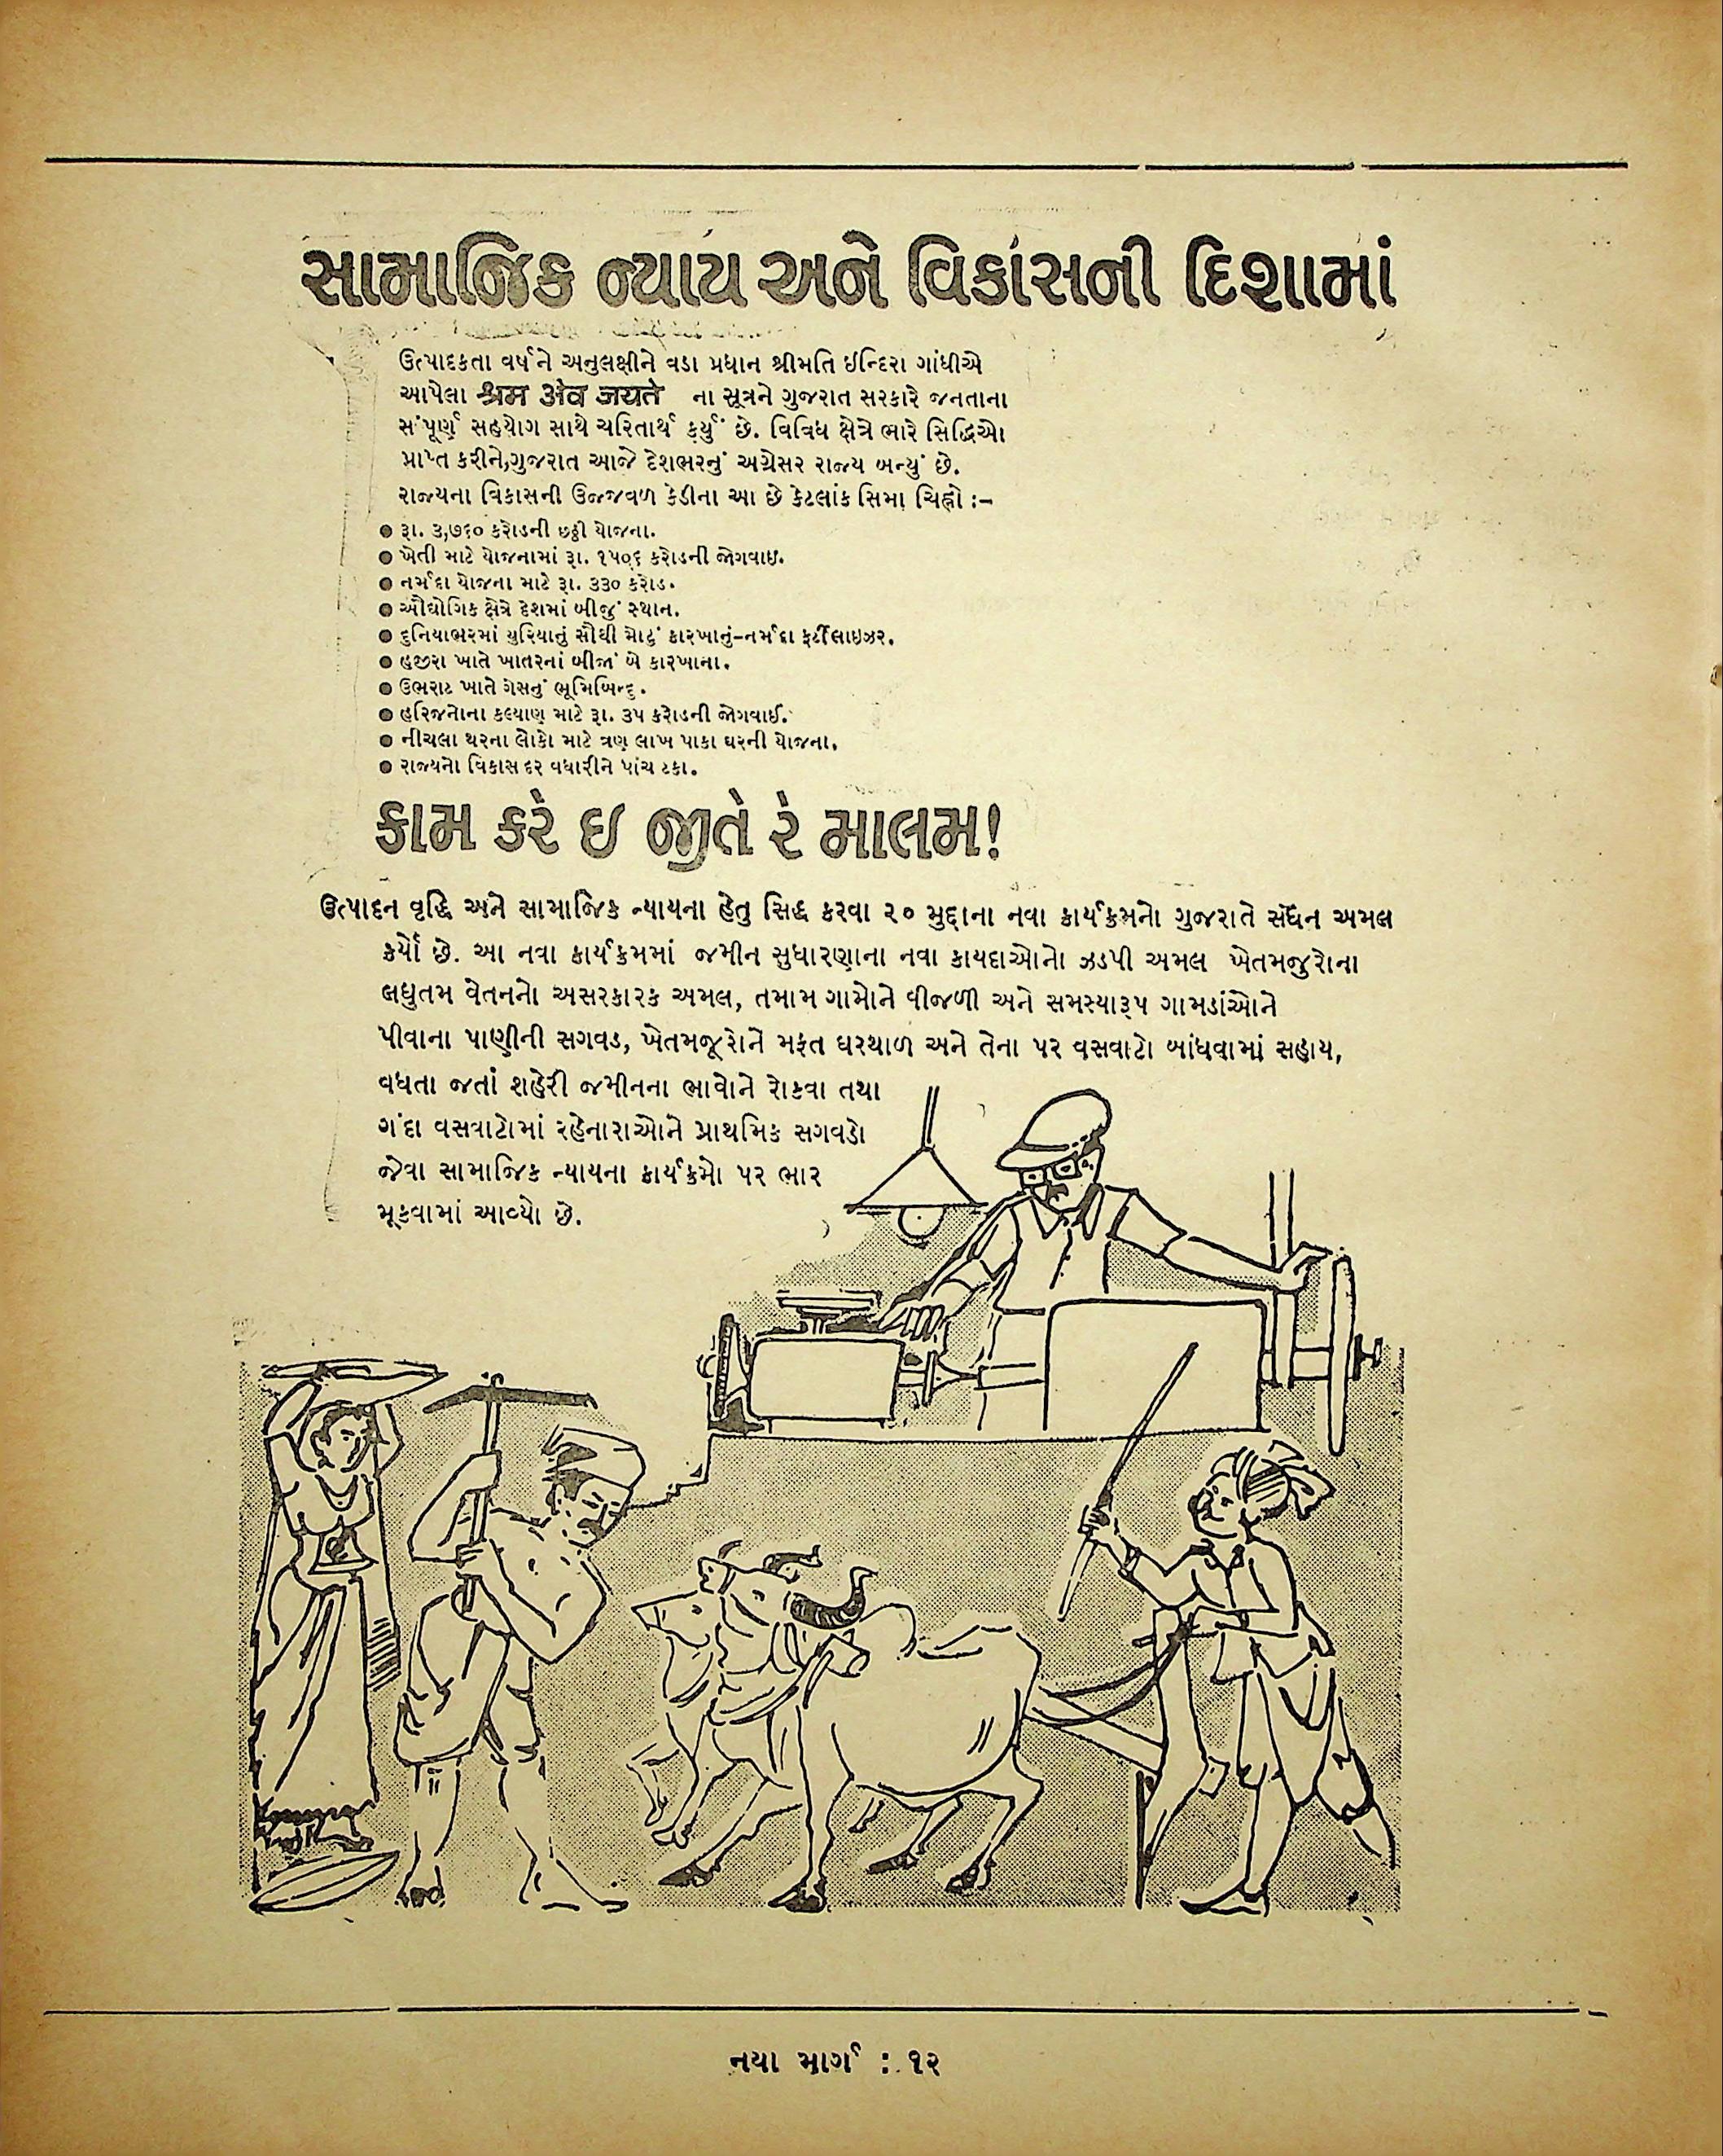 સામાજિક ન્યાય અને વિકાસની દિશામાં
ઉત્પાદકતા વર્ષને અનુલક્ષીને વડા પ્રધાન શ્રીમતિ ઇન્દિરા ગાંધીએ
આપેલા श्रम अेव जयते ના સૂત્રને ગુજરાત સરકારે જનતાના
સંપૂર્ણ સહયોગ સાથે ચરિતાર્થ કર્યું છે. વિવિધ ક્ષેત્રે ભારે સિદ્ધિઓ
પ્રાપ્ત કરીને,ગુજરાત આજે દેશભરનું અગ્રેસર રાજ્ય બન્યું છે.
રાજ્યના વિકાસની ઉજ્જવળ કેડીના આ છે કેટલાંક સિમા ચિહ્નો :–
● રૂા. ૩,૭૬૦ કરોડની છઠ્ઠી યોજના.
● ખેતી માટે યોજનામાં રૂા. ૧૫૦૬ કરોડની જોગવાઇ.
● નર્મદા યોજના માટે રૂા. ૩૩૦ કરોડ.
● ઔદ્યોગિક ક્ષેત્રે દેશમાં બીજું સ્થાન.
● દુનિયાભરમાં યુરિયાનું સૌથી મોટું કારખાનું–નર્મદા ફર્ટીલાઇઝર.
● હજીરા ખાતે ખાતરનાં બીજાં બે કારખાના.
● ઉભરાટ ખાતે ગેસનું ભૂમિબિન્દુ.
● હરિજનોના કલ્યાણ માટે રૂા. ૩૫ કરોડની જોગવાઈ.
● નીચલા થરના લોકો માટે ત્રણ લાખ પાકા ઘરની યોજના.
● રાજ્યનો વિકાસ દર વધારીને પાંચ ટકા.
કામ કરે ઇ જીતે રે માલમ!
ઉત્પાદન વૃદ્ધિ અને સામાજિક ન્યાયના હેતુ સિદ્ધ કરવા ૨૦ મુદ્દાના નવા કાર્યક્રમનો ગુજરાતે સઘન અમલ
કર્યો છે. આ નવા કાર્યક્રમમાં જમીન સુધારણાના નવા કાયદાઓનો ઝડપી અમલ ખેતમજુરોના
લઘુતમ વેતનનો અસરકારક અમલ, તમામ ગામોને વીજળી અને સમસ્યારૂપ ગામડાંઓને
પીવાના પાણીની સગવડ, ખેતમજૂરોને મફત ઘરથાળ અને તેના પર વસવાટો બાંધવામાં સહાય,
વધતા જતાં શહેરી જમીનના ભાવોને રોકવા તથા
ગંદા વસવાટોમાં રહેનારાઓને પ્રાથમિક સગવડો
જેવા સામાજિક ન્યાયના કાર્યક્રમો પર ભાર
મૂકવામાં આવ્યો છે.
નયા માર્ગ : ૧૨